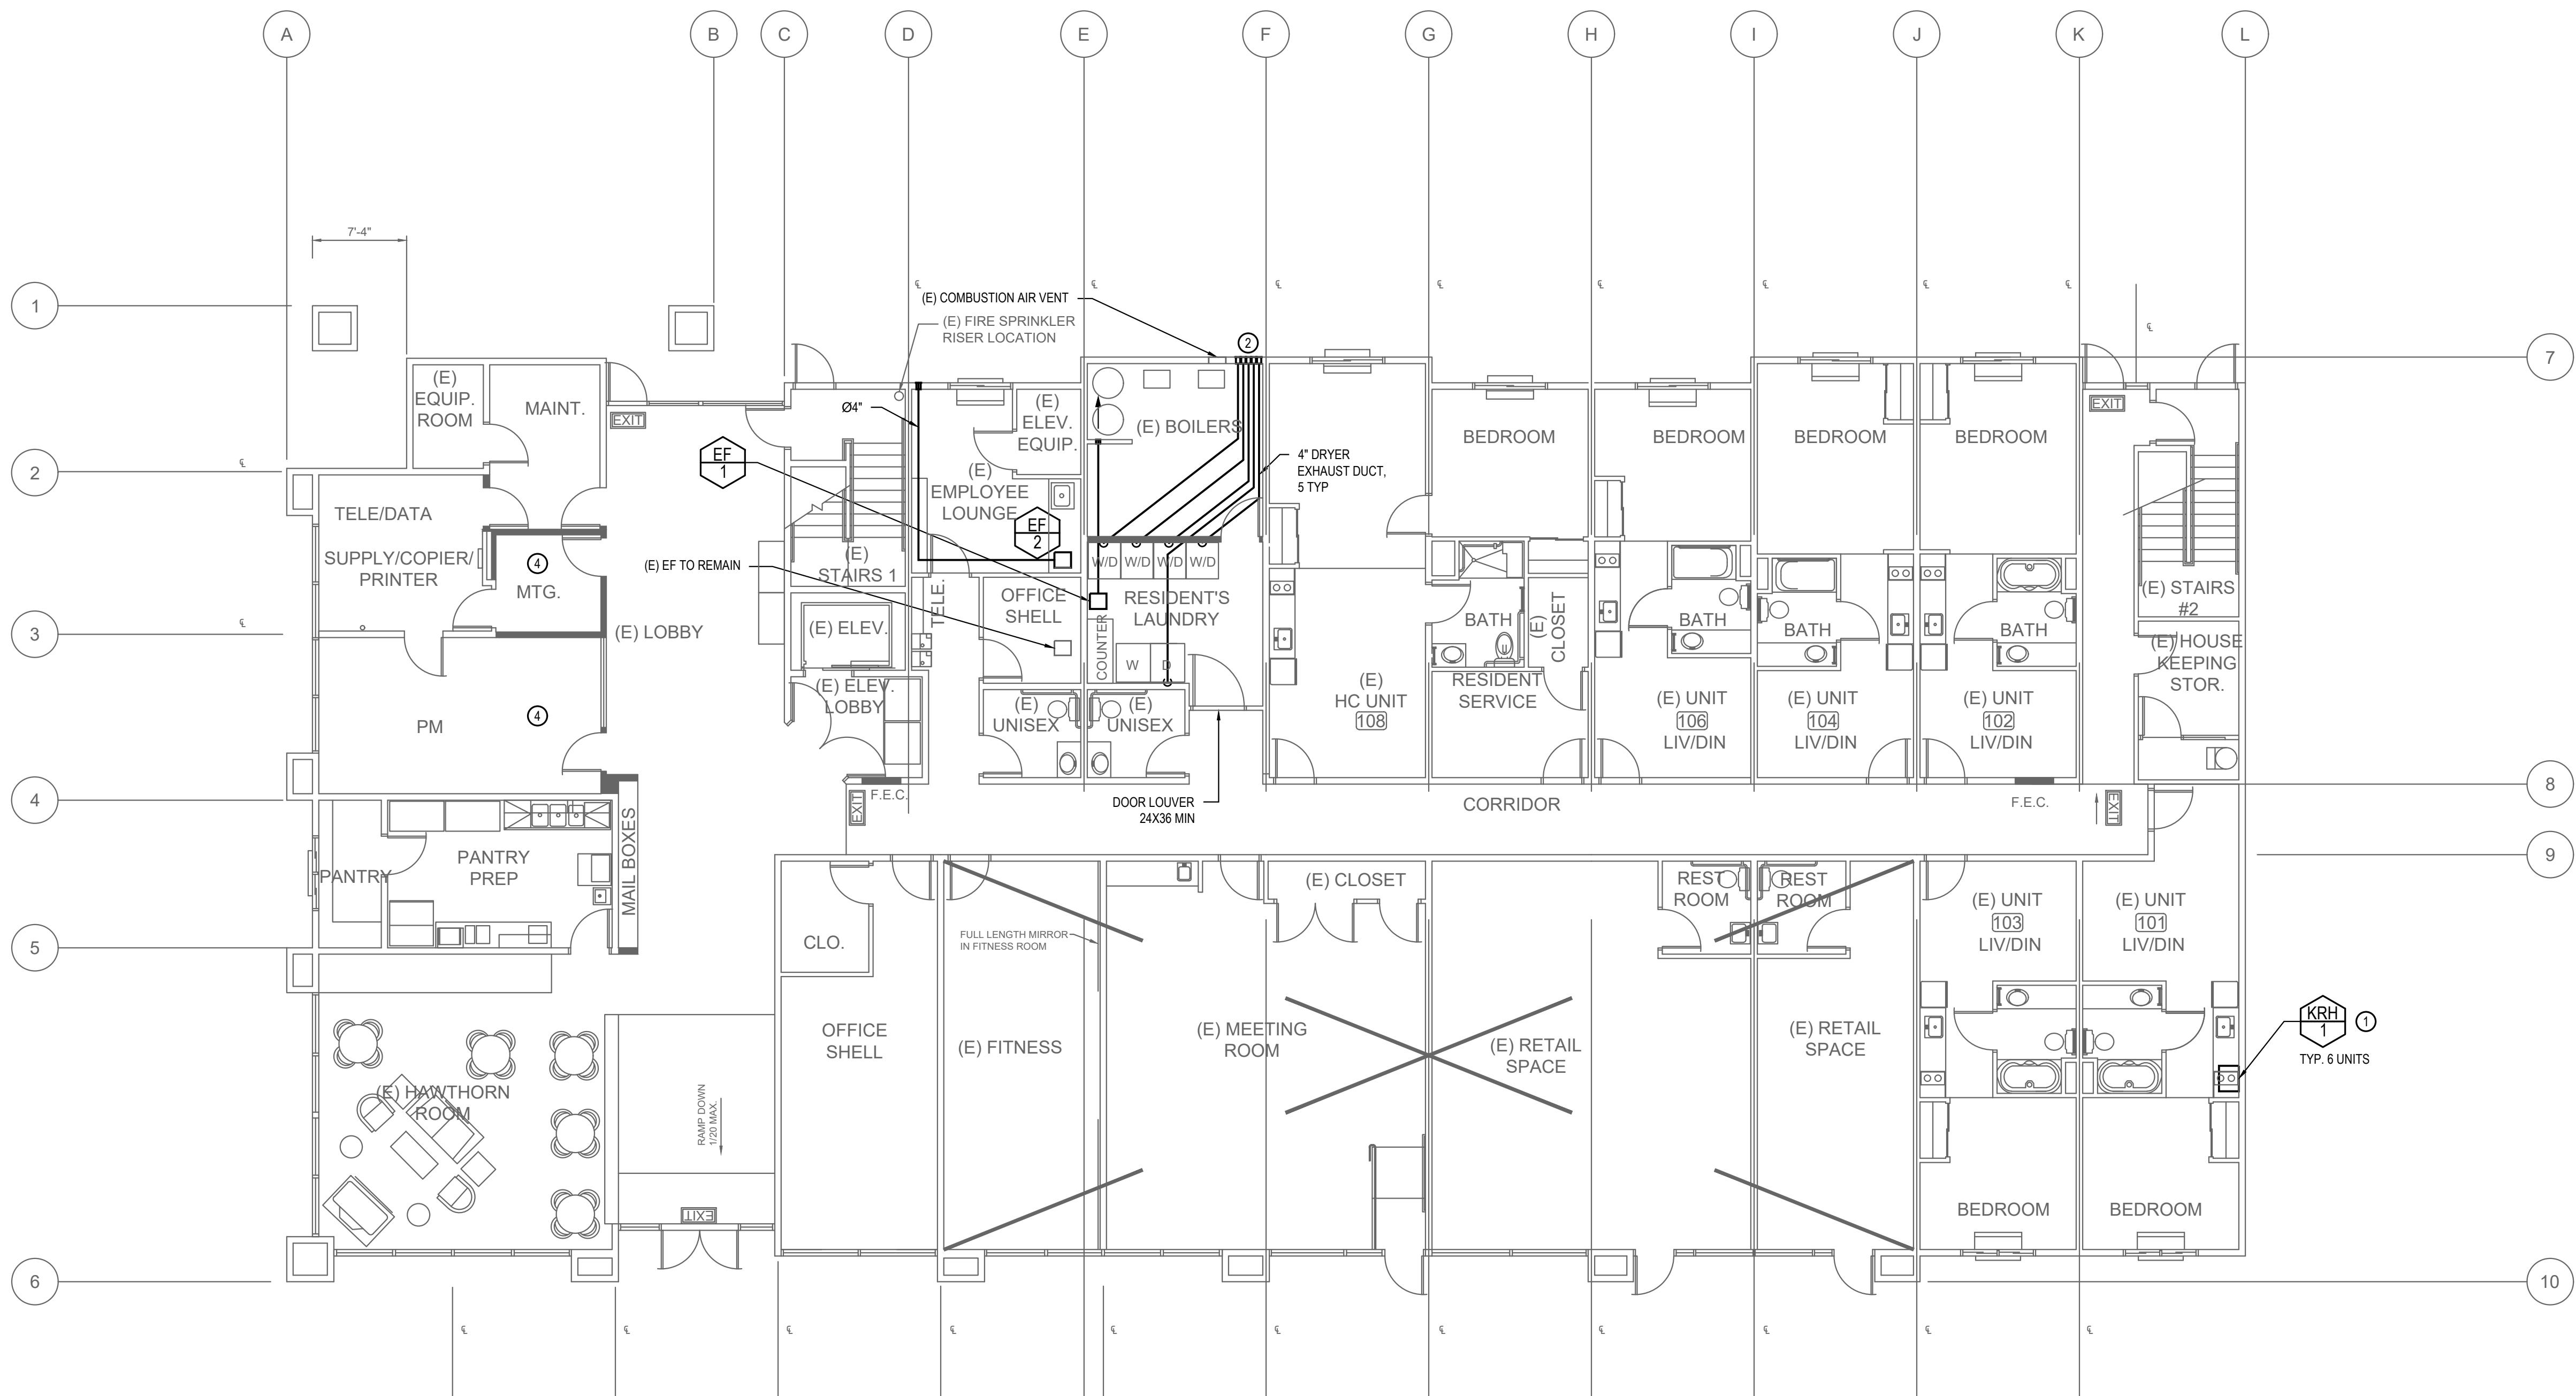 A
B
C
D
E
F
G
H
I
J
K
L
7'-4"
1
℄
℄
℄
℄
℄
℄
℄
℄
(E) COMBUSTION AIR VENT
(E) FIRE SPRINKLER
RISER LOCATION
2
7
(E)
EQUIP.
ROOM
MAINT.
EXIT
Ø4"
(E)
ELEV.
EQUIP.
(E) BOILERS
BEDROOM
BEDROOM
BEDROOM
BEDROOM
EXIT
2
℄
EF
1
4" DRYER
EXHAUST DUCT,
5 TYP
(E)
EMPLOYEE
LOUNGE
EF
2
TELE/DATA
SUPPLY/COPIER/
PRINTER
4
MTG.
(E) EF TO REMAIN
(E)
STAIRS 1
W/D
W/D
W/D
W/D
TELE.
OFFICE
SHELL
RESIDENT'S
LAUNDRY
COUNTER
W
D
BATH
(E)
CLOSET
BATH
BATH
BATH
(E) STAIRS
#2
3
℄
(E) LOBBY
(E) ELEV.
(E) HOUSE
KEEPING
STOR.
(E) ELEV.
LOBBY
(E)
UNISEX
(E)
UNISEX
(E)
HC UNIT
108
RESIDENT
SERVICE
(E) UNIT
106
LIV/DIN
(E) UNIT
104
LIV/DIN
(E) UNIT
102
LIV/DIN
PM
4
4
EXIT
F.E.C.
DOOR LOUVER
24X36 MIN
CORRIDOR
F.E.C.
EXIT
8
MAIL BOXES
PANTRY
PANTRY
PREP
9
(E) CLOSET
REST
ROOM
REST
ROOM
(E) UNIT
103
LIV/DIN
(E) UNIT
101
LIV/DIN
5
CLO.
FULL LENGTH MIRROR
IN FITNESS ROOM
OFFICE
SHELL
(E) FITNESS
(E) MEETING
ROOM
(E) RETAIL
SPACE
(E) RETAIL
SPACE
KRH
1
1
TYP. 6 UNITS
(E) HAWTHORN
ROOM
RAMP DOWN
1/20 MAX.
EXIT
BEDROOM
BEDROOM
6
10
℄
℄
℄
℄
℄
℄
℄
℄
℄
℄
℄